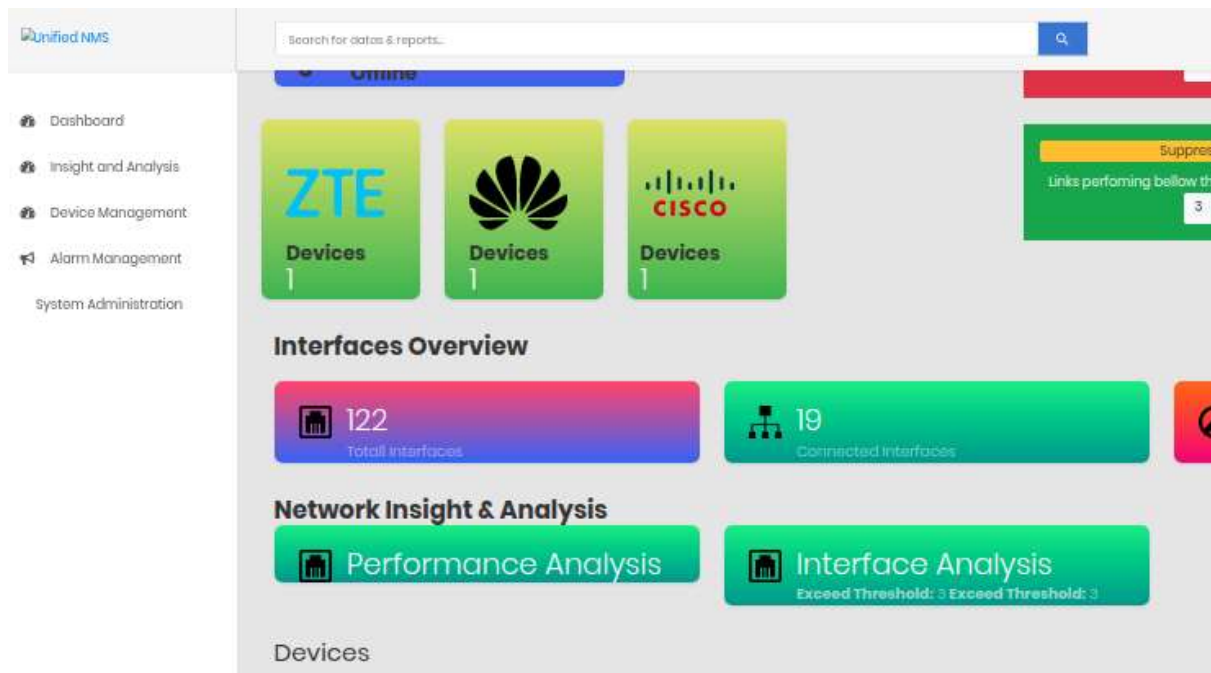 Unified NMS
Search for datas & reports...
Offline
Dashboard
Insight and Analysis
Device Management
Alarm Management
System Administration
ZTE
Devices
1
Devices
1
CISCO
Devices
1
Suppres
Links perfoming bellow th
3
Interfaces Overview
122
Totall Interfaces
19
Connected Interfaces
Network Insight & Analysis
Performance Analysis
Interface Analysis
Exceed Threshold: 3 Exceed Threshold: 3
Devices